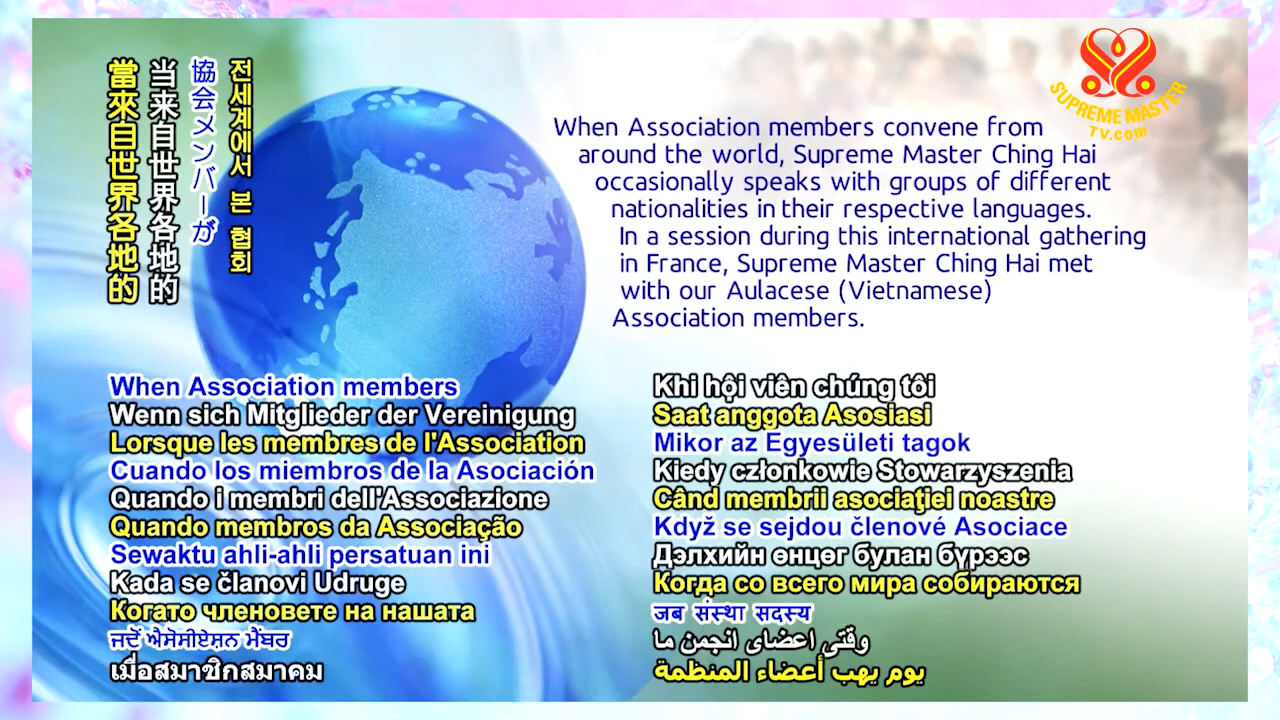 當來自世界各地的
当来自世界各地的
協会メンバーが
전세계에서 본 협회
SUPREME MASTER
TV.com
When Association members convene from
around the world, Supreme Master Ching Hai
occasionally speaks with groups of different
nationalities in their respective languages.
In a session during this international gathering
in France, Supreme Master Ching Hai met
with our Aulacese (Vietnamese)
Association members.
When Association members
Wenn sich Mitglieder der Vereinigung
Lorsque les membres de l'Association
Cuando los miembros de la Asociación
Quando i membri dell'Associazione
Quando membros da Associação
Sewaktu ahli-ahli persatuan ini
Kada se članovi Udruge
Когато членовете на нашата
ਜਦੋਂ ਐਸੋਸੀਏਸ਼ਨ ਮੈਂਬਰ
เมื่อสมาชิกสมาคม
Khi hội viên chúng tôi
Saat anggota Asosiasi
Mikor az Egyesületi tagok
Kiedy członkowie Stowarzyszenia
Când membrii asociaţiei noastre
Když se sejdou členové Asociace
Дэлхийн өнцөг булан бүрээс
Когда со всего мира собираются
जब संस्था सदस्य
وقتی اعضای انجمن ما
يوم يهب أعضاء المنظمة